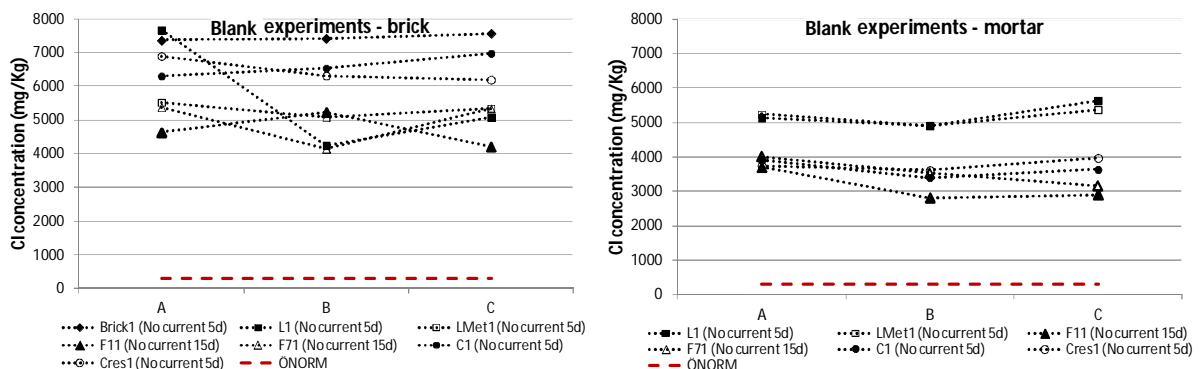 Blank experiments - brick
Cl concentration (mg/Kg)
8000
7000
6000
5000
4000
3000
2000
1000
0
A B C
Brick1 (No current 5d) L1 (No current 5d) LMet1 (No current 5d)
F11 (No current 15d) F71 (No current 15d) C1 (No current 5d)
Cres1 (No current 5d) ÖNORM
Blank experiments - mortar
Cl concentration (mg/Kg)
8000
7000
6000
5000
4000
3000
2000
1000
0
A B C
L1 (No current 5d) LMet1 (No current 5d) F11 (No current 15d)
F71 (No current 15d) C1 (No current 5d) Cres1 (No current 5d)
ÖNORM